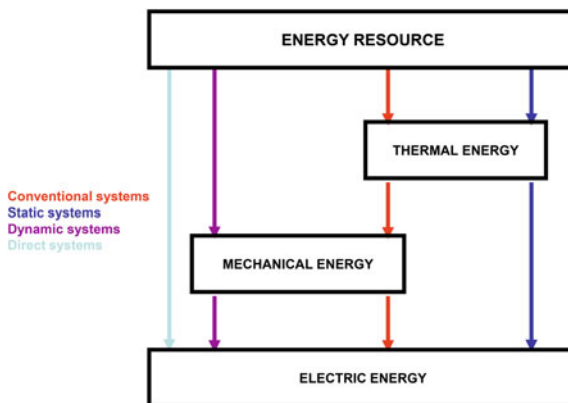 ENERGY RESOURCE
THERMAL ENERGY
Conventional systems
Static systems
Dynamic systems
Direct systems
MECHANICAL ENERGY
ELECTRIC ENERGY